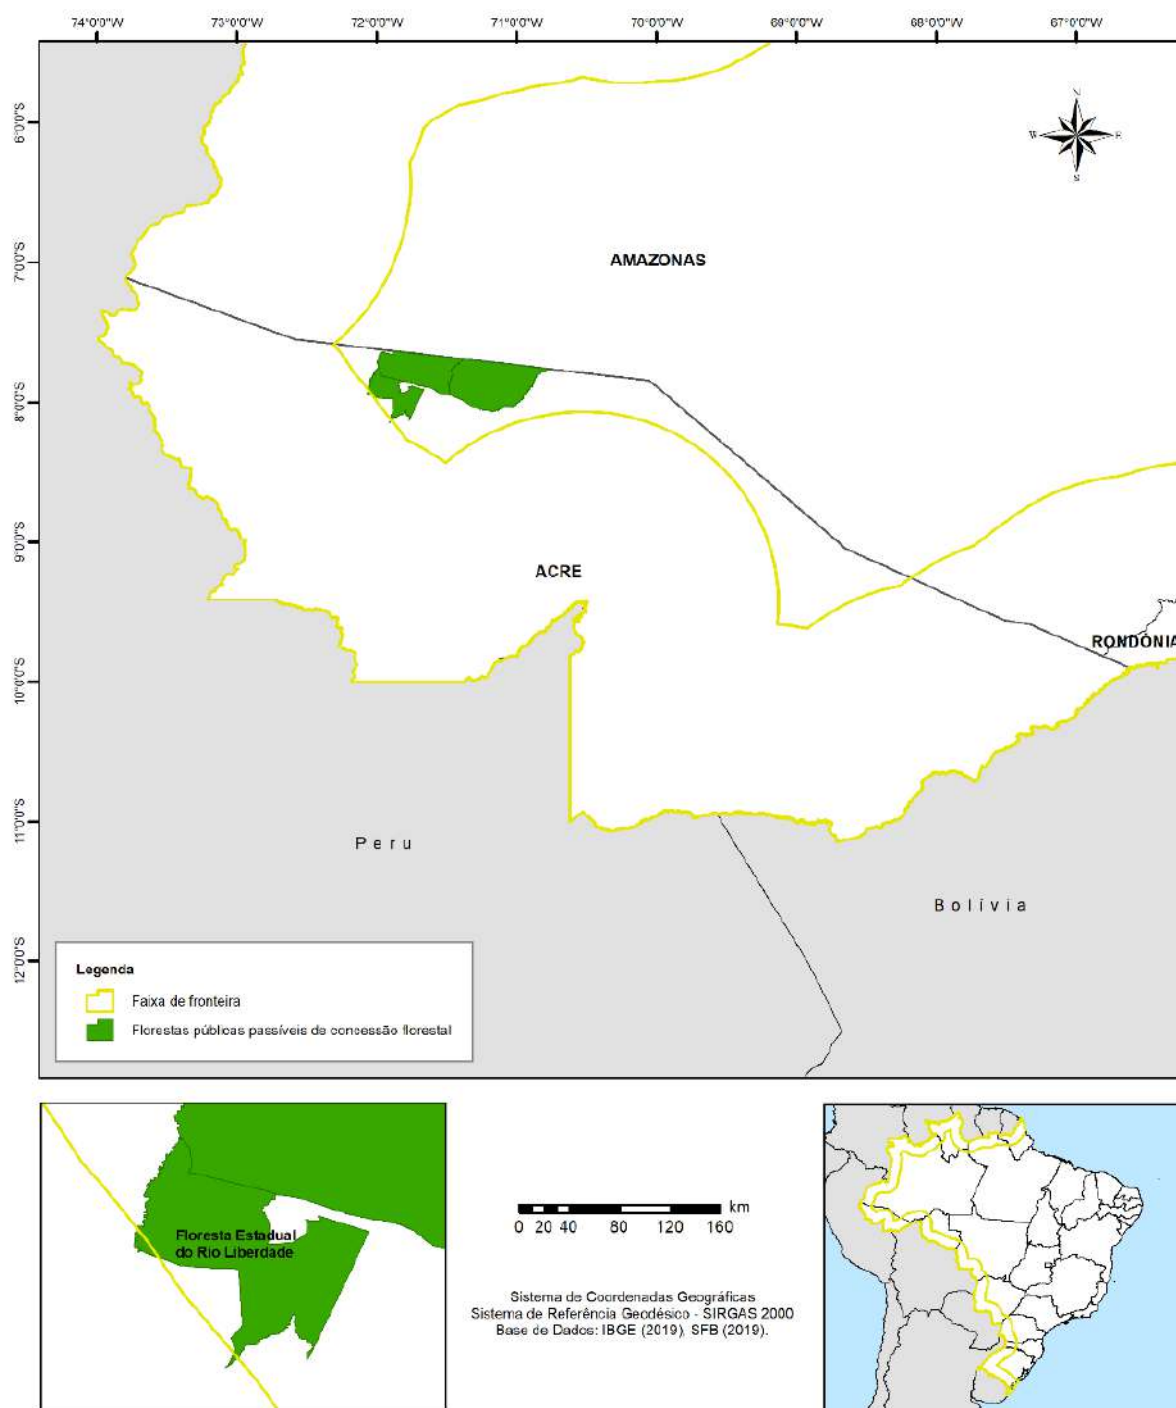 74°0'0"W 73°0'0"W 72°0'0"W 71°0'0"W 70°0'0"W 69°0'0"W 68°0'0"W 67°0'0"W
6°0'0"S
7°0'0"S
8°0'0"S
9°0'0"S
10°0'0"S
11°0'0"S
12°0'0"S
N
W E
S
AMAZONAS
ACRE
RONDÔNIA
Peru
Bolívia
Legenda
Faixa de fronteira
Florestas públicas passíveis de concessão florestal
Floresta Estadual
do Rio Liberdade
km
0 20 40 80 120 160
Sistema de Coordenadas Geográficas
Sistema de Referência Geodésico - SIRGAS 2000
Base de Dados: IBGE (2019), SFB (2019).